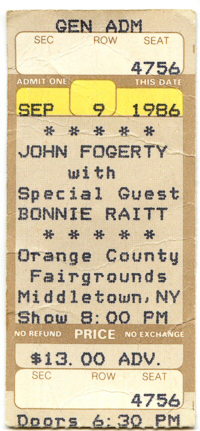 GEN ADM
SEC ROW SEAT
4756
ADMIT ONE THIS DATE
SEP 9 1986
* * * * *
JOHN FOGERTY
with
Special Guest
BONNIE RAITT
* * * * *
Orange County
Fairgrounds
Middletown, NY
Show 8:00 PM
NO REFUND PRICE NO EXCHANGE
$13.00 ADV.
SEC ROW SEAT
4756
Doors 6:30 PM